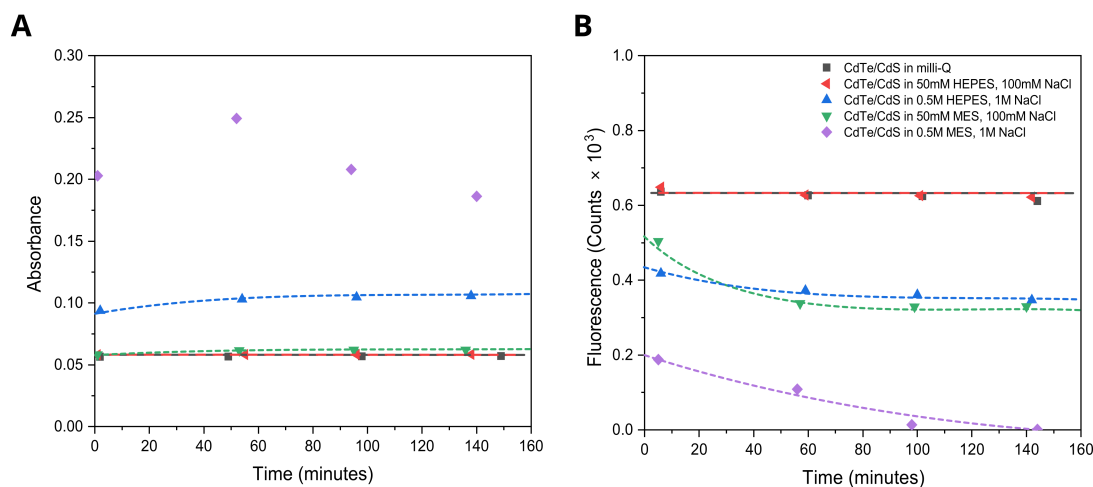 A
0.30
0.25
0.20
0.15
0.10
0.05
0.00
Absorbance
0 20 40 60 80 100 120 140 160
Time (minutes)
B
1.0
0.8
0.6
0.4
0.2
0.0
Fluorescence (Counts × 10³)
CdTe/CdS in milli-Q
CdTe/CdS in 50mM HEPES, 100mM NaCl
CdTe/CdS in 0.5M HEPES, 1M NaCl
CdTe/CdS in 50mM MES, 100mM NaCl
CdTe/CdS in 0.5M MES, 1M NaCl
0 20 40 60 80 100 120 140 160
Time (minutes)